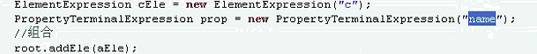 ElementExpression cEle = new ElementExpression("c");
PropertyTerminalExpression prop = new PropertyTerminalExpression("name");
//组合
root.addEle(aEle);